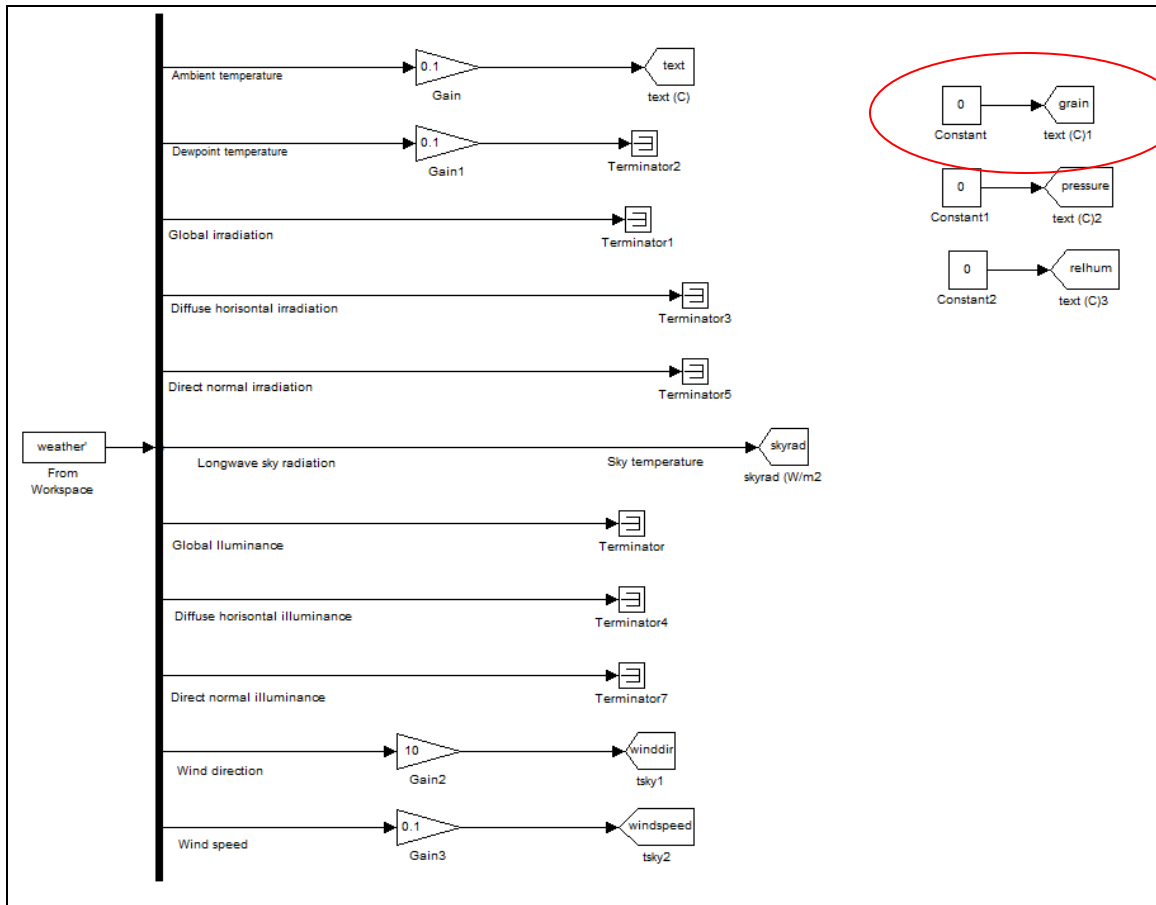 0.1
text
Ambient temperature
Gain
text (C)
0
grain
Constant
text (C)1
0.1
Dewpoint temperature
Gain1
Terminator2
0
pressure
Constant1
text (C)2
Global irradiation
Terminator1
0
relhum
Constant2
text (C)3
Diffuse horisontal irradiation
Terminator3
Direct normal irradiation
Terminator5
weather'
From
Workspace
Longwave sky radiation
Sky temperature
skyrad
skyrad (W/m2
Global Iluminance
Terminator
Diffuse horisontal illuminance
Terminator4
Direct normal illuminance
Terminator7
10
winddir
Wind direction
Gain2
tsky1
0.1
windspeed
Wind speed
Gain3
tsky2